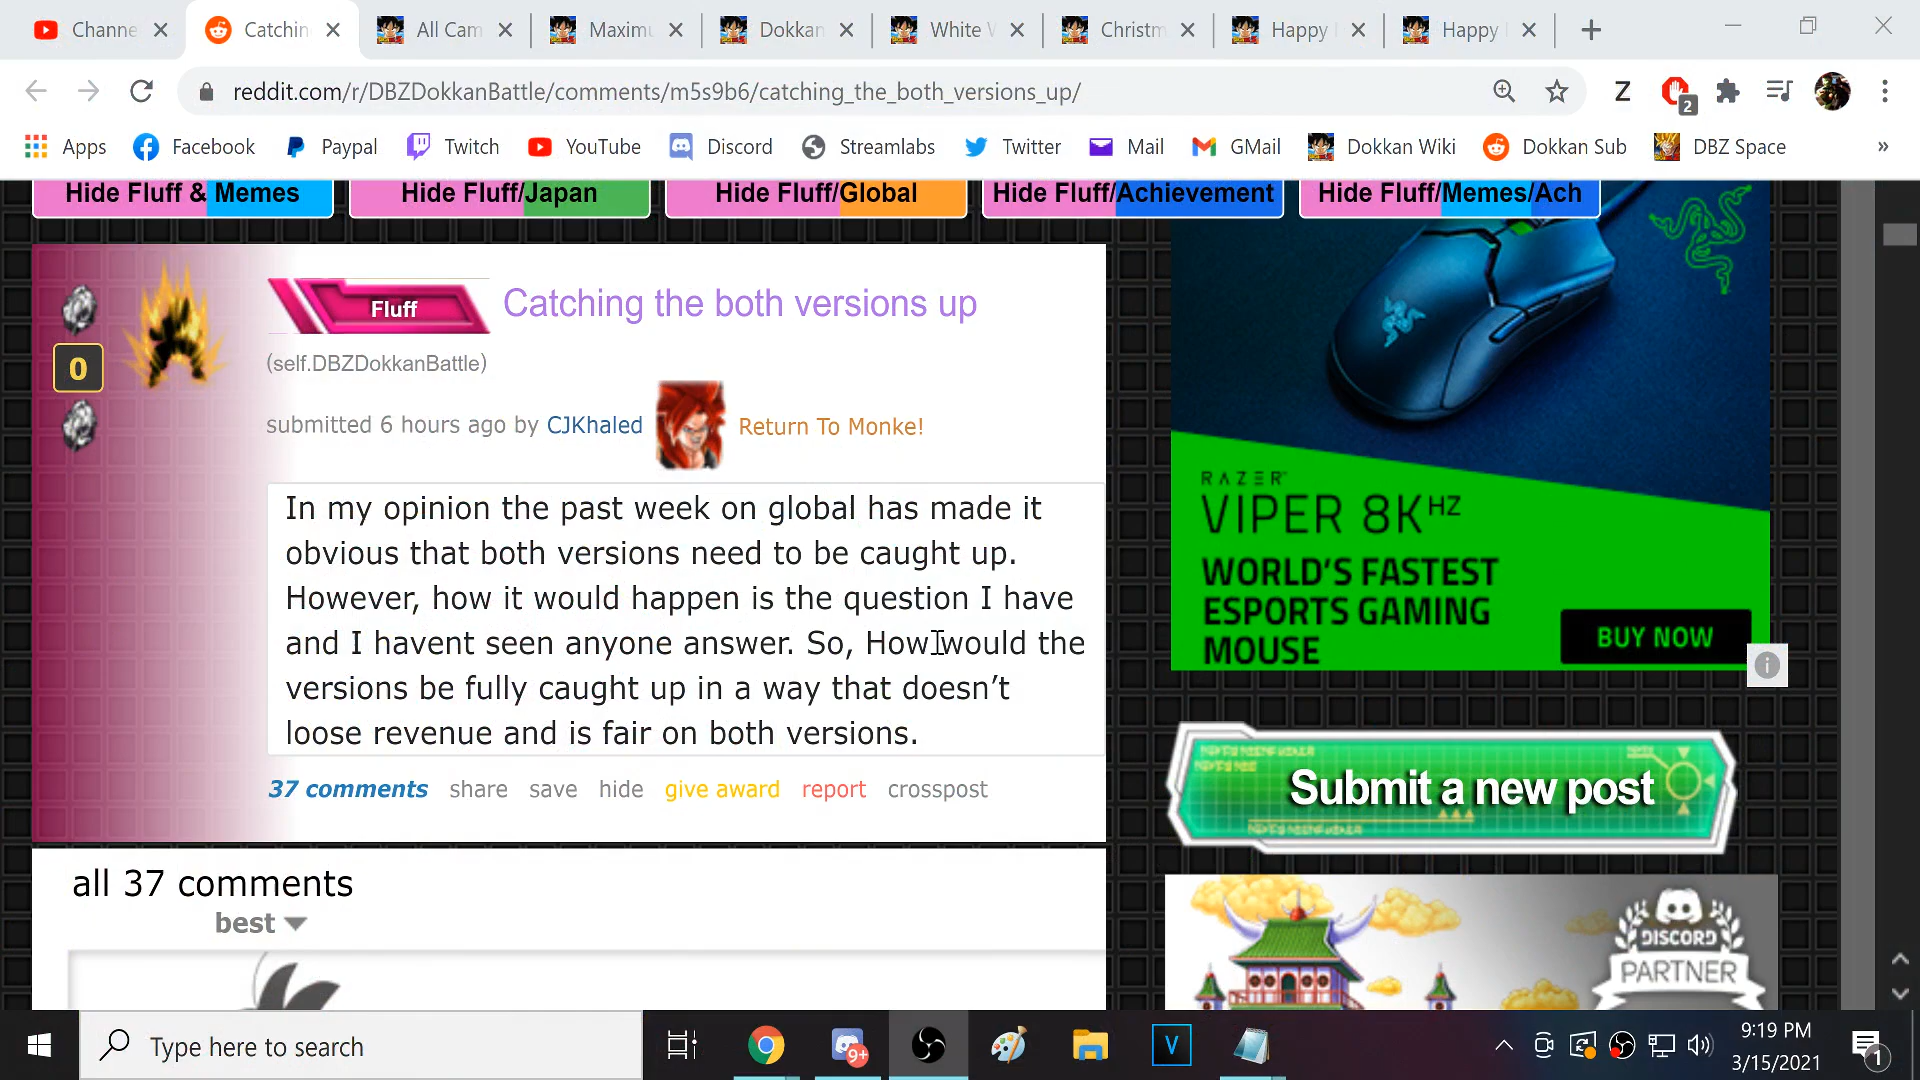 Channe
Catchin
All Cam
Maximu
Dokkan
White V
Christm
Happy
Happy
reddit.com/r/DBZDokkanBattle/comments/m5s9b6/catching_the_both_versions_up/
Z
2
Apps
Facebook
Paypal
Twitch
YouTube
Discord
Streamlabs
Twitter
Mail
GMail
Dokkan Wiki
Dokkan Sub
DBZ Space
»
Hide Fluff & Memes
Hide Fluff/Japan
Hide Fluff/Global
Hide Fluff/Achievement
Hide Fluff/Memes/Ach
Fluff
Catching the both versions up
(self.DBZDokkanBattle)
0
submitted 6 hours ago by CJKhaled
Return To Monke!
In my opinion the past week on global has made it
obvious that both versions need to be caught up.
However, how it would happen is the question I have
and I havent seen anyone answer. So, How would the
versions be fully caught up in a way that doesn’t
loose revenue and is fair on both versions.
37 comments share save hide give award report crosspost
RAZER
VIPER 8KHZ
WORLD'S FASTEST
ESPORTS GAMING
MOUSE
BUY NOW
Submit a new post
all 37 comments
best
DISCORD
PARTNER
Type here to search
9+
V
9:19 PM
3/15/2021
1